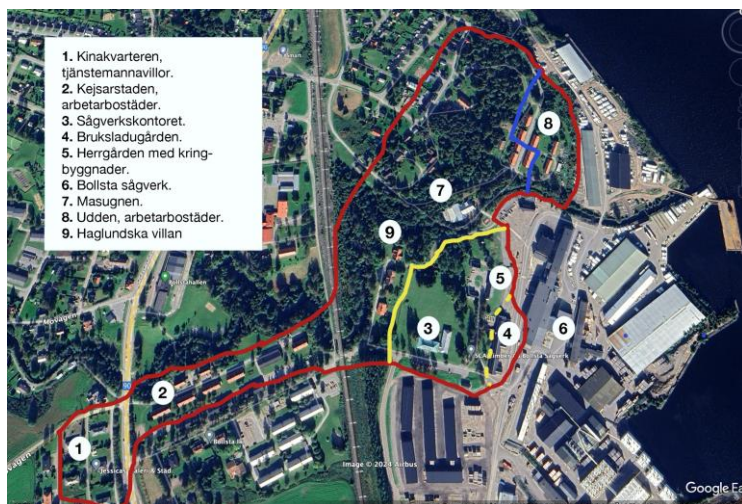 1. Kinakvarteren,
tjänstemannavillor.
2. Kejsarstaden,
arbetarbostäder.
3. Sågverkskontoret.
4. Bruksladugården.
5. Herrgården med kring-
byggnader.
6. Bollsta sågverk.
7. Masugnen.
8. Udden, arbetarbostäder.
9. Haglundska villan
8
7
9
5
3
4
6
2
1
Image © 2024 Airbus
Google Ea